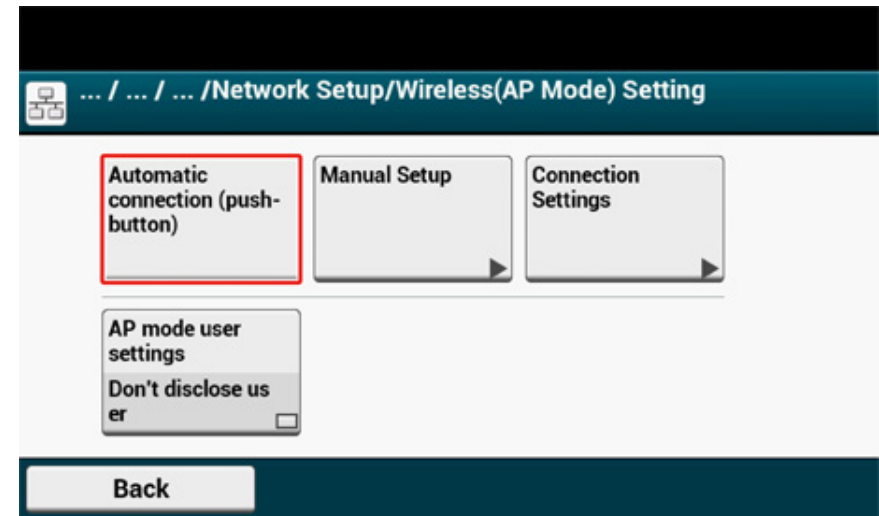 ... / ... / ... /Network Setup/Wireless(AP Mode) Setting
Automatic
connection (push-
button)
Manual Setup
Connection
Settings
AP mode user
settings
Don't disclose us
er
Back